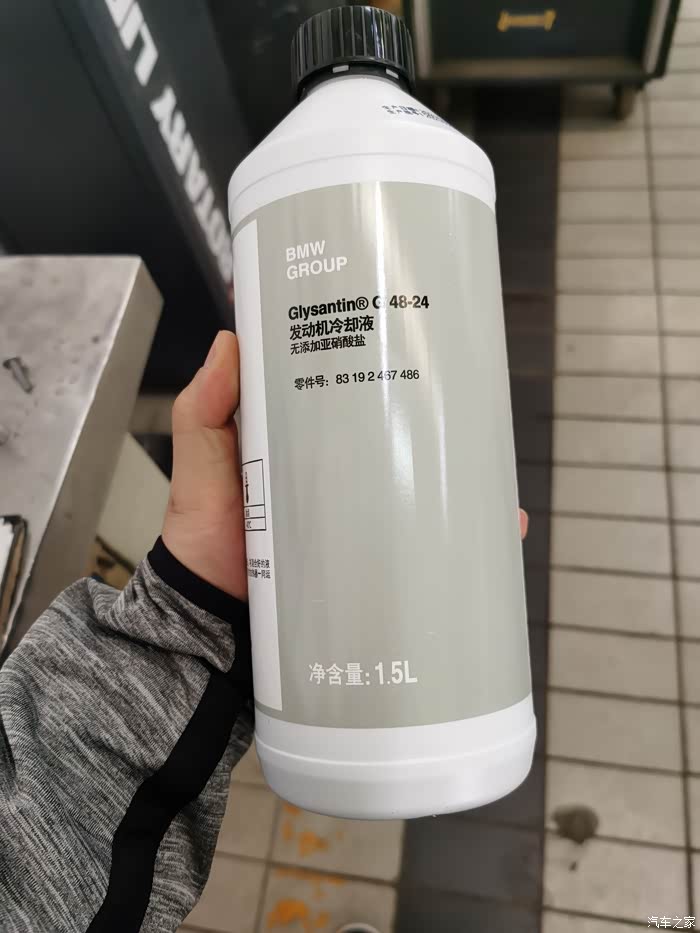 BMW
GROUP
Glysantin® G 48-24
发动机冷却液
无添加亚硝酸盐
零件号：83 19 2 467 486
净含量：1.5L
汽车之家